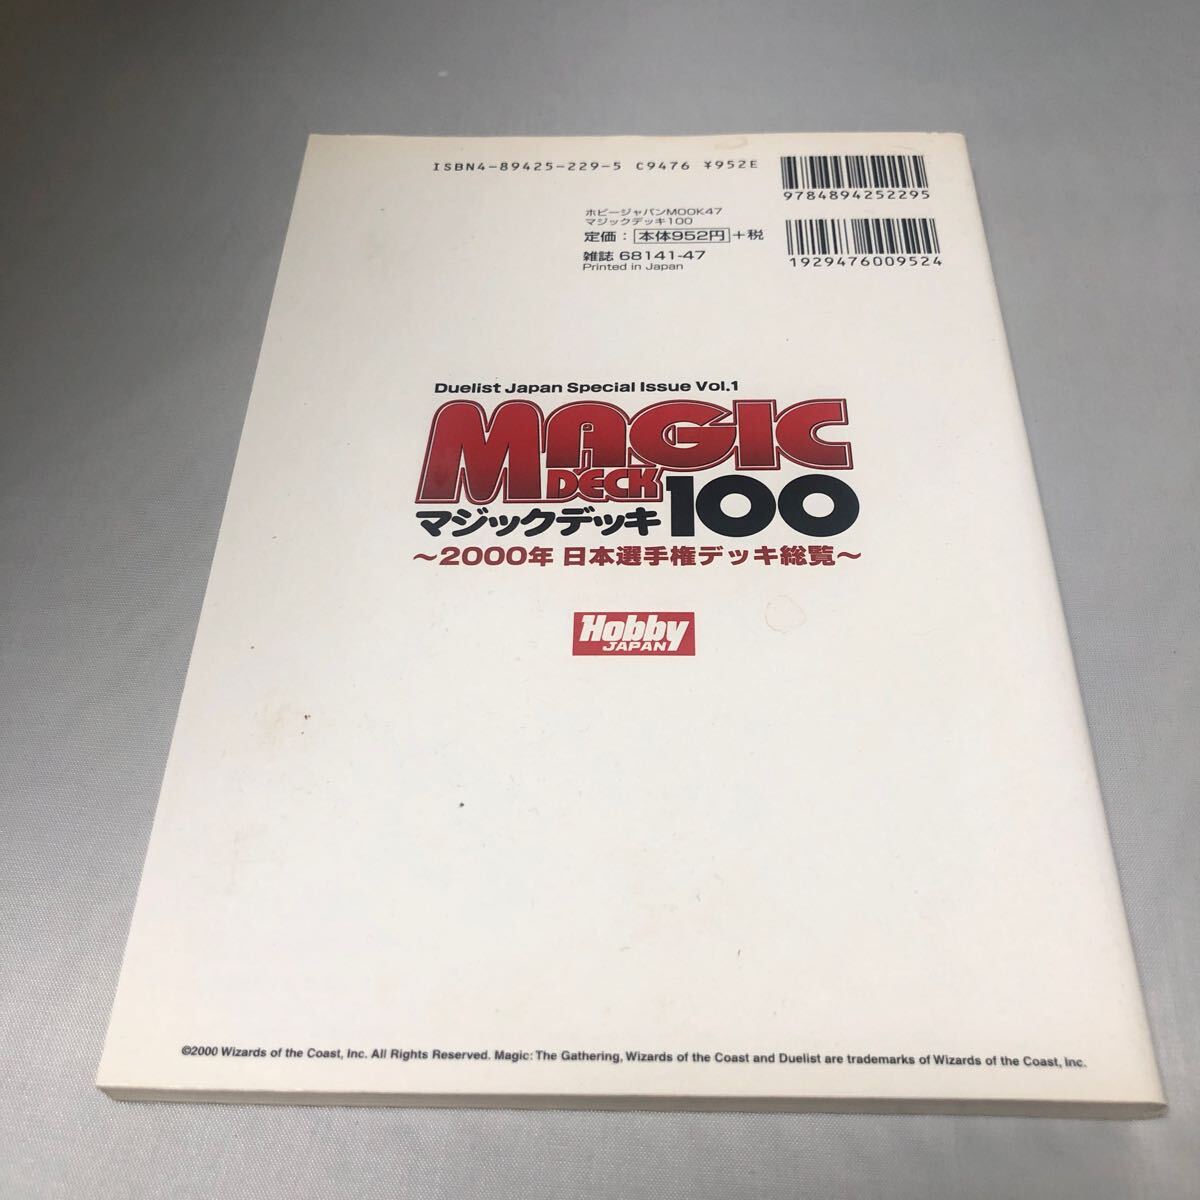 ISBN4-89425-229-5 C9476 ¥952E
9784894252295
ホビージャパンMOOK47
マジックデッキ100
定価：本体952円+税
1929476009524
雑誌 68141-47
Printed in Japan
Duelist Japan Special Issue Vol.1
MAGIC
DECK
マジックデッキ100
～2000年 日本選手権デッキ総覧～
Hobby
JAPAN
©2000 Wizards of the Coast, Inc. All Rights Reserved. Magic: The Gathering, Wizards of the Coast and Duelist are trademarks of Wizards of the Coast, Inc.